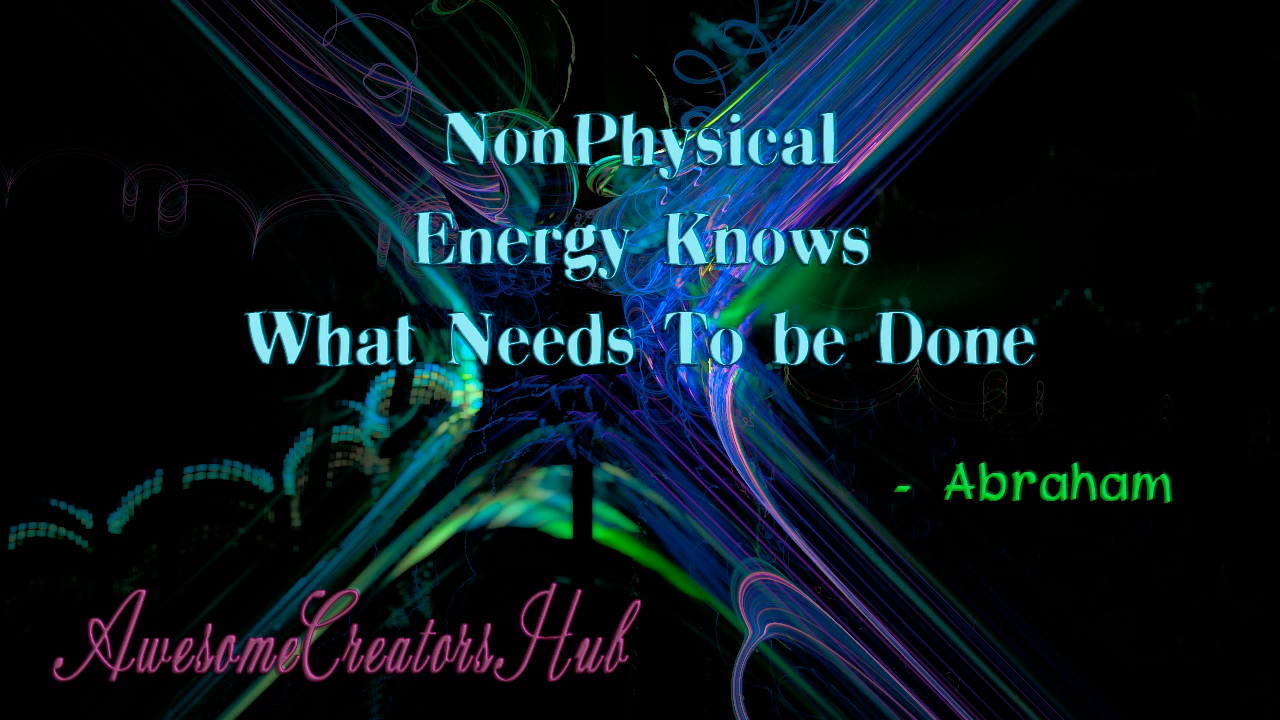 NonPhysical
Energy Knows
What Needs To be Done
- Abraham
AwesomeCreatorsHub